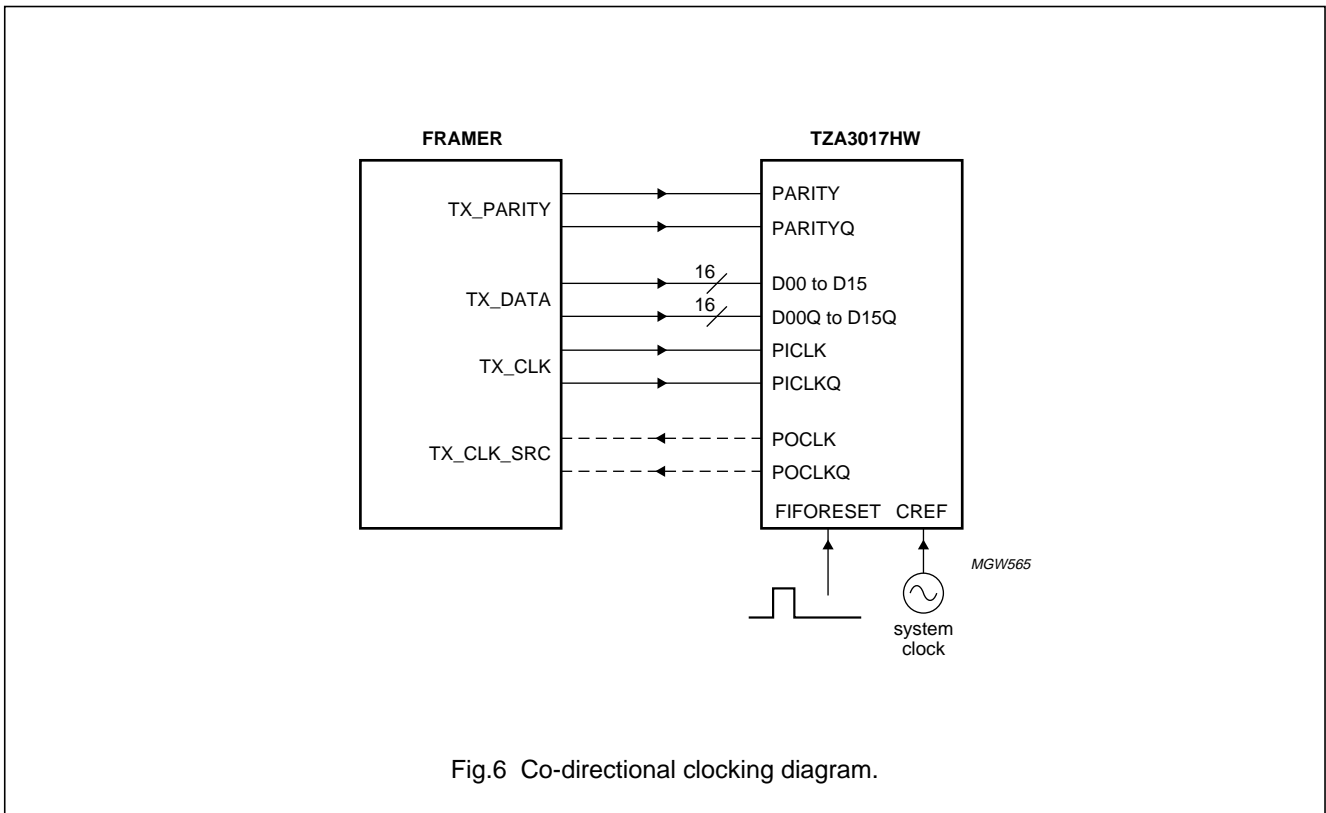 FRAMER
TZA3017HW
TX_PARITY
PARITY
PARITYQ
TX_DATA
16
D00 to D15
16
D00Q to D15Q
TX_CLK
PICLK
PICLKQ
TX_CLK_SRC
POCLK
POCLKQ
FIFORESET CREF
MGW565
system
clock
Fig.6 Co-directional clocking diagram.